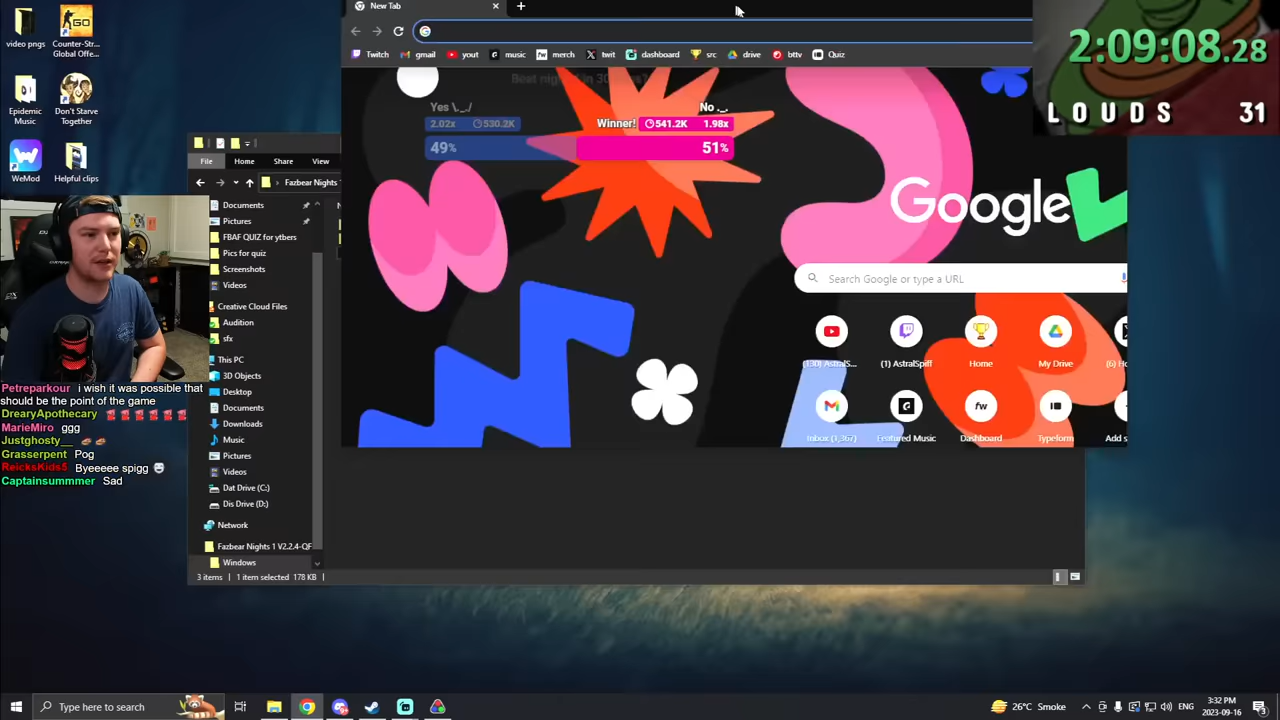 video pngs
Counter-Str...
Global Offe...
Epidemic
Music
Don't Starve
Together
WeMod
Helpful clips
New Tab
Twitch
gmail
yout
music
merch
twit
dashboard
src
drive
bttv
Quiz
2:09:08.28
LOUDS 31
Yes \._./
No ._.
2.02x 530.2K
Winner! 541.2K 1.98x
49%
51%
File Home Share View
Fazbear Nights
Documents
Pictures
FBAF QUIZ for ytbers
Pics for quiz
Screenshots
Videos
Creative Cloud Files
Audition
sfx
This PC
3D Objects
Desktop
Documents
Downloads
Music
Pictures
Videos
Dat Drive (C:)
Dis Drive (D:)
Network
Fazbear Nights 1 V2.2.4-QF
Windows
3 items 1 item selected 178 KB
Google
Search Google or type a URL
(1) AstralSpiff
Home
My Drive
Inbox (1,367)
Featured Music
Dashboard
Typeform
Add s
Petreparkour i wish it was possible that
should be the point of the game
DrearyApothecary
MarieMiro ggg
Justghosty__
Grasserpent Pog
ReicksKids5 Byeeeee spigg
Captainsummmer Sad
Type here to search
26°C Smoke
ENG
3:32 PM
2023-09-16